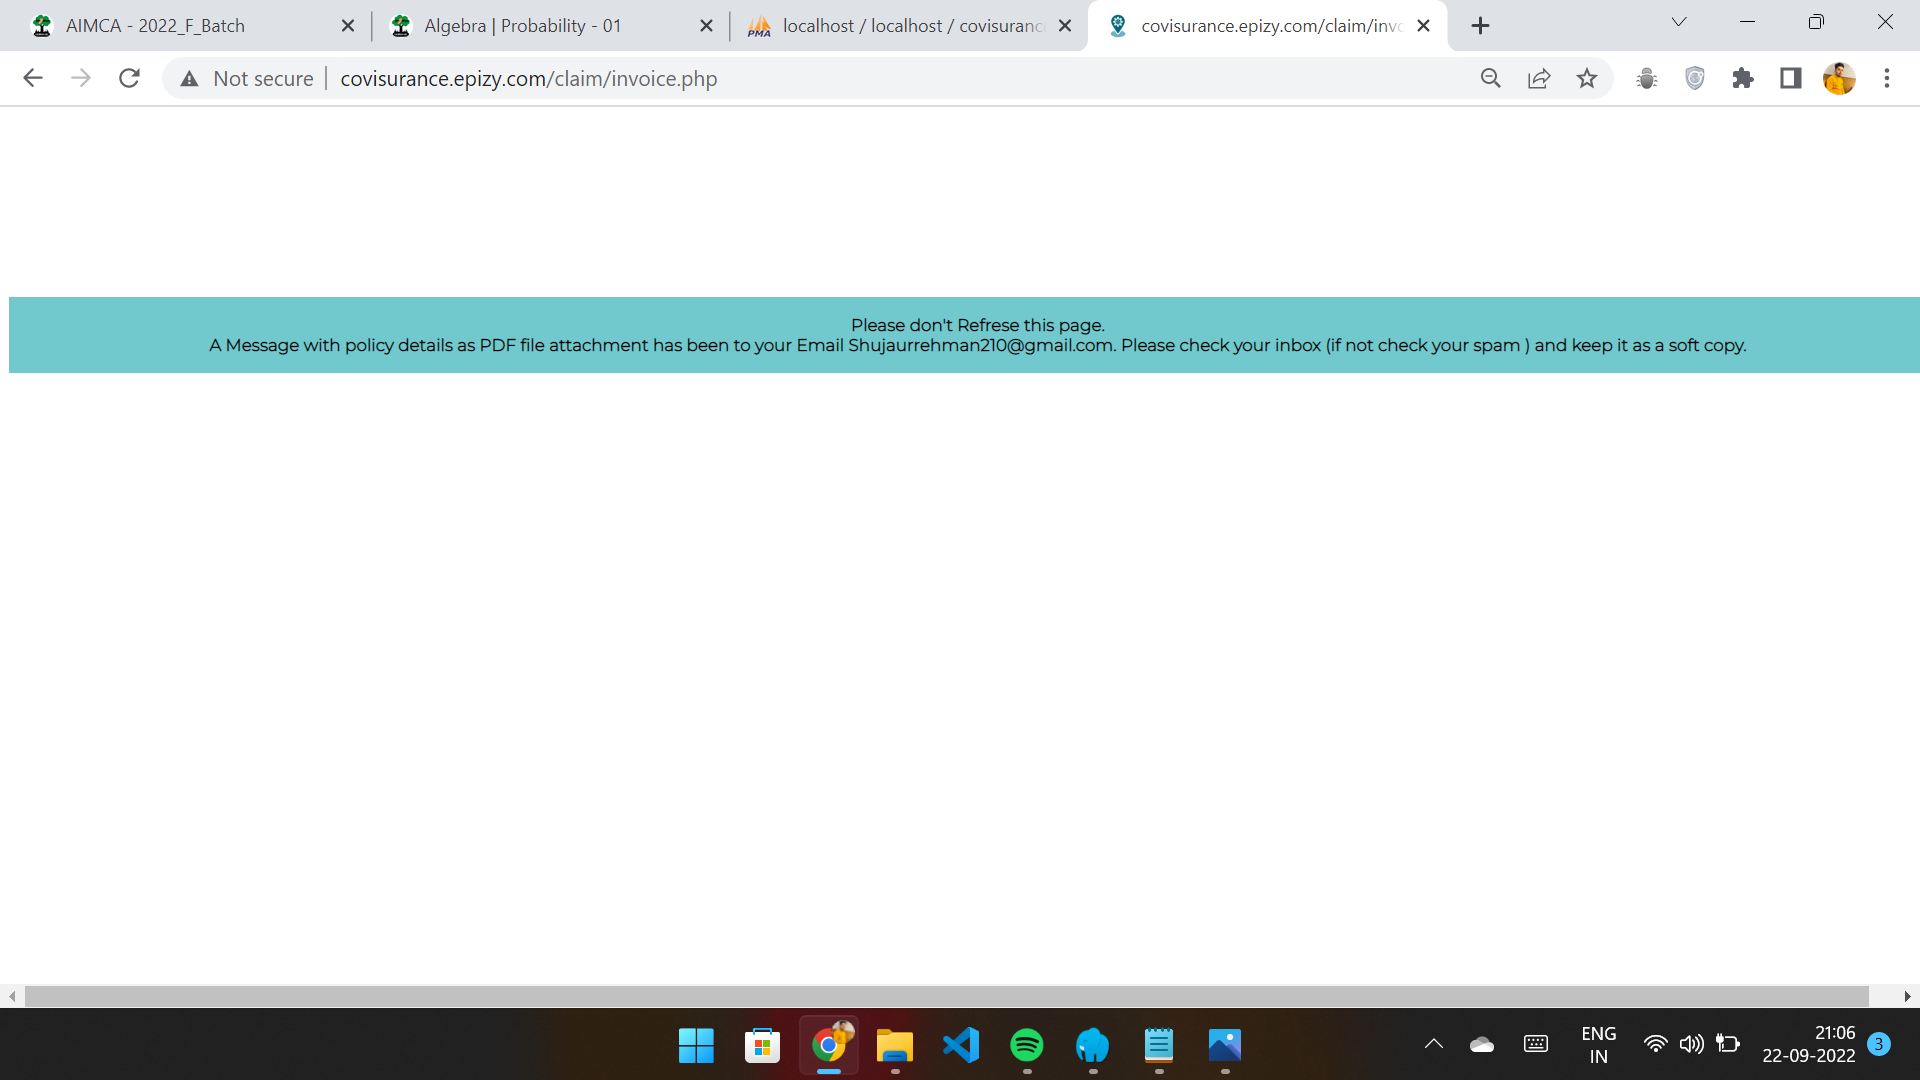 AIMCA - 2022_F_Batch
Algebra | Probability - 01
PMA
localhost / localhost / covisuranc
covisurance.epizy.com/claim/invo
Not secure
covisurance.epizy.com/claim/invoice.php
Please don't Refrese this page.
A Message with policy details as PDF file attachment has been to your Email Shujaurrehman210@gmail.com. Please check your inbox (if not check your spam ) and keep it as a soft copy.
ENG
IN
21:06
22-09-2022
3